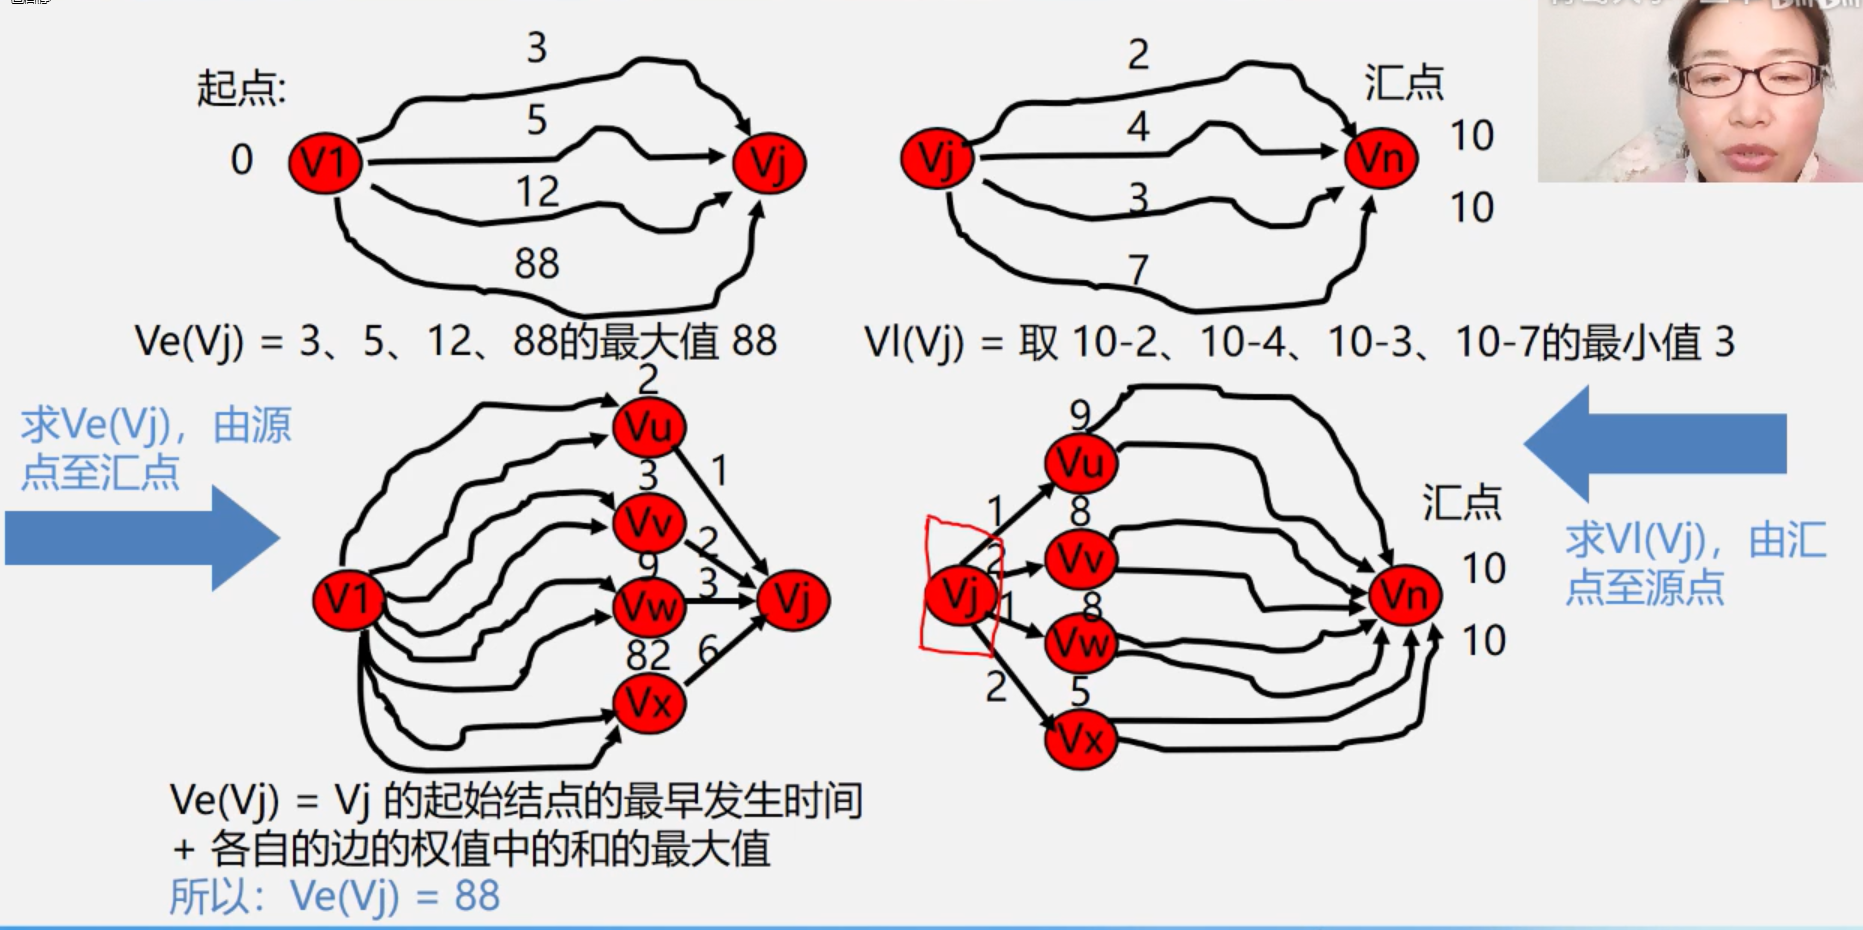 起点:
0
V1
3
5
12
88
Vj
Vj
2
4
3
7
Vn
汇点
10
10
Ve(Vj) = 3、5、12、88的最大值 88
Vl(Vj) = 取 10-2、10-4、10-3、10-7的最小值 3
求Ve(Vj)，由源
点至汇点
V1
2
Vu
3
Vv
9
Vw
82
Vx
1
2
3
6
Vj
Vj
1
2
1
2
9
Vu
8
Vv
8
Vw
5
Vx
Vn
汇点
10
10
求Vl(Vj)，由汇
点至源点
Ve(Vj) = Vj 的起始结点的最早发生时间
+ 各自的边的权值中的和的最大值
所以：Ve(Vj) = 88